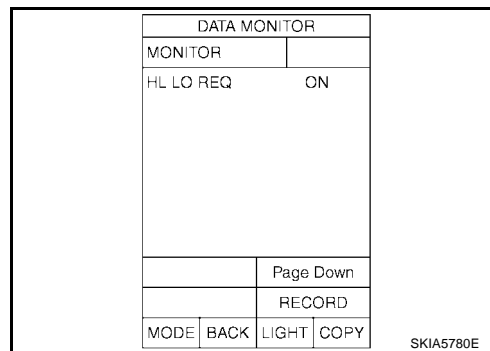 DATA MONITOR
MONITOR
HL LO REQ ON
Page Down
RECORD
MODE BACK LIGHT COPY
SKIA5780E